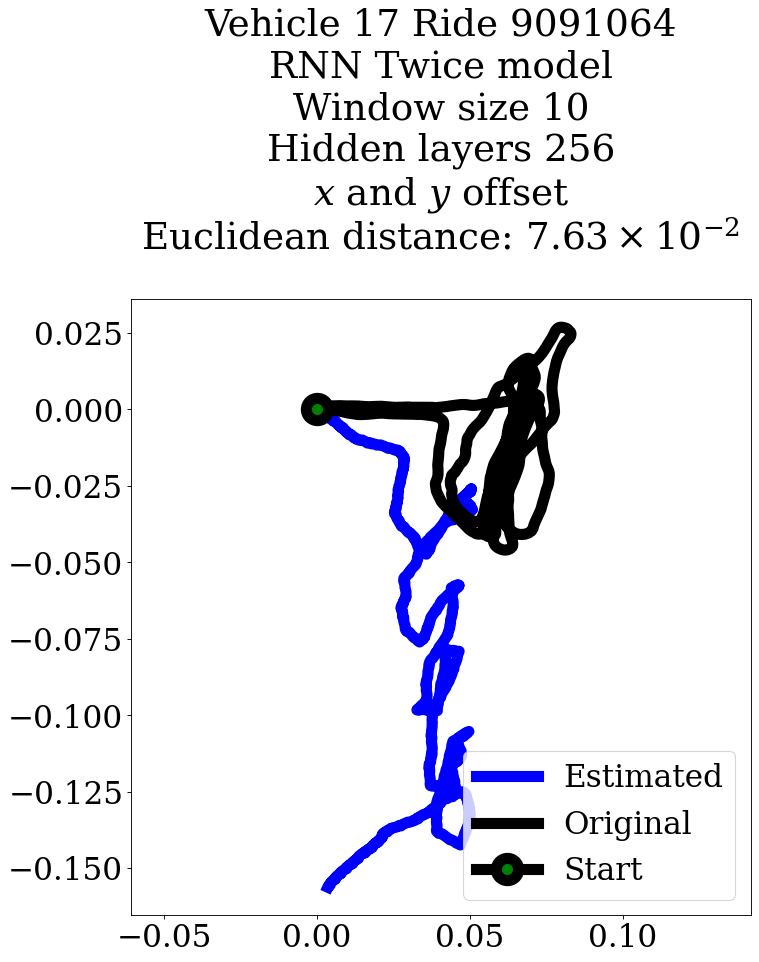 Vehicle 17 Ride 9091064
RNN Twice model
Window size 10
Hidden layers 256
x and y offset
Euclidean distance: 7.63 × 10⁻²
0.025
0.000
−0.025
−0.050
−0.075
−0.100
−0.125
−0.150
Estimated
Original
Start
−0.05 0.00 0.05 0.10